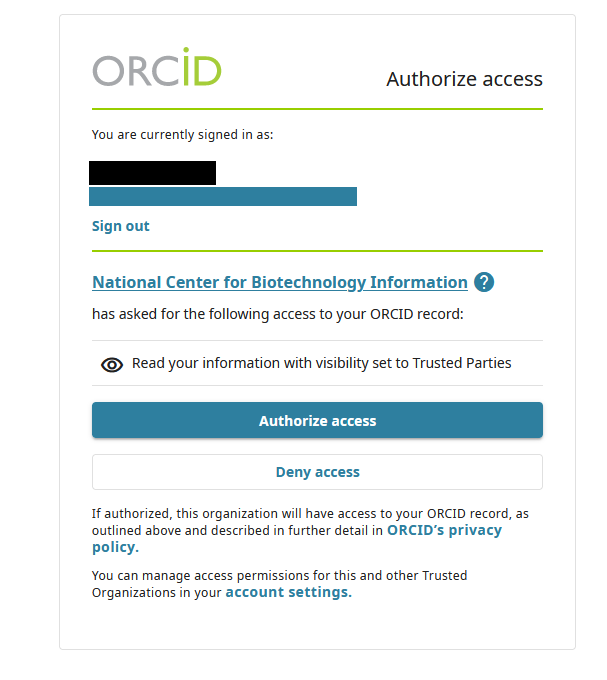 ORCID
Authorize access
You are currently signed in as:
Sign out
National Center for Biotechnology Information ?
has asked for the following access to your ORCID record:
Read your information with visibility set to Trusted Parties
Authorize access
Deny access
If authorized, this organization will have access to your ORCID record, as
outlined above and described in further detail in ORCID’s privacy
policy.
You can manage access permissions for this and other Trusted
Organizations in your account settings.